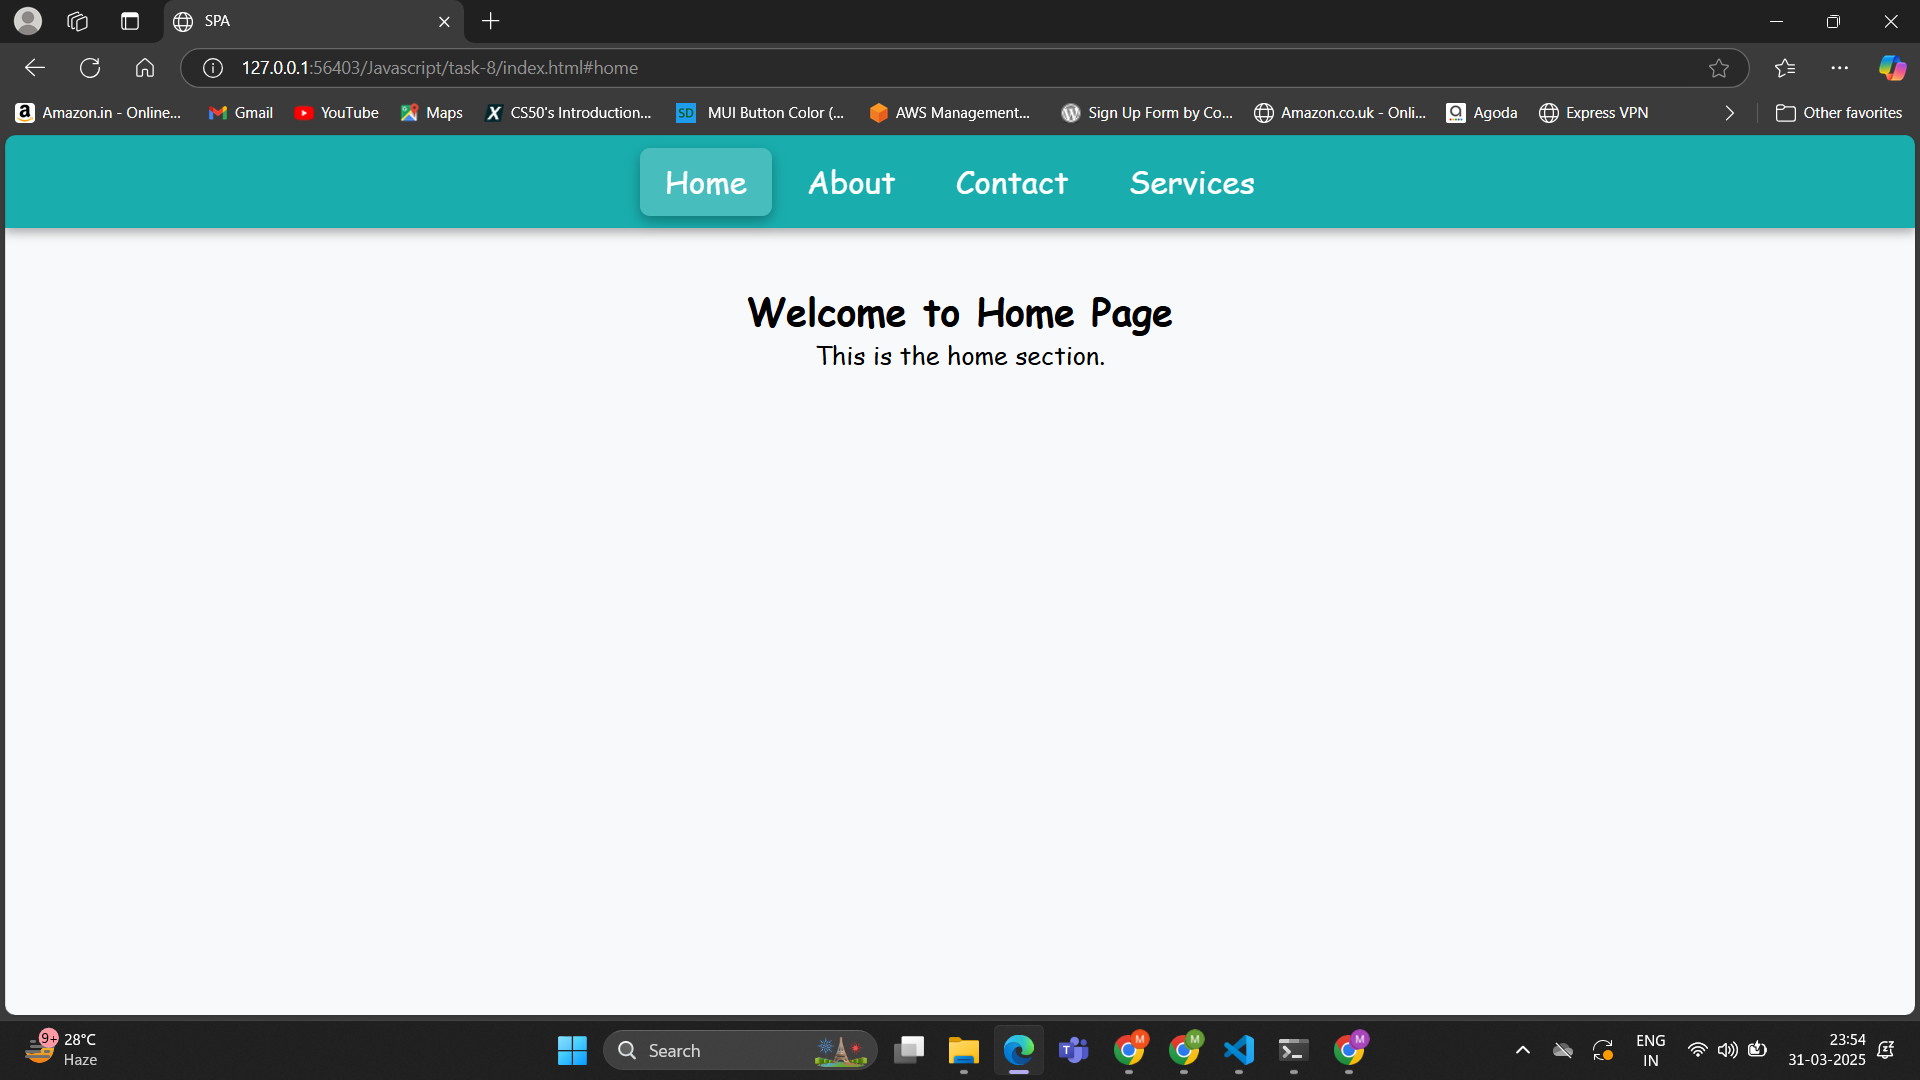 SPA
127.0.0.1:56403/Javascript/task-8/index.html#home
Amazon.in - Online... Gmail YouTube Maps CS50's Introduction... SD MUI Button Color (... AWS Management... Sign Up Form by Co... Amazon.co.uk - Onli... Agoda Express VPN Other favorites
Home About Contact Services
Welcome to Home Page
This is the home section.
9+ 28°C
Haze
Search
M
M
M
ENG
IN
23:54
31-03-2025